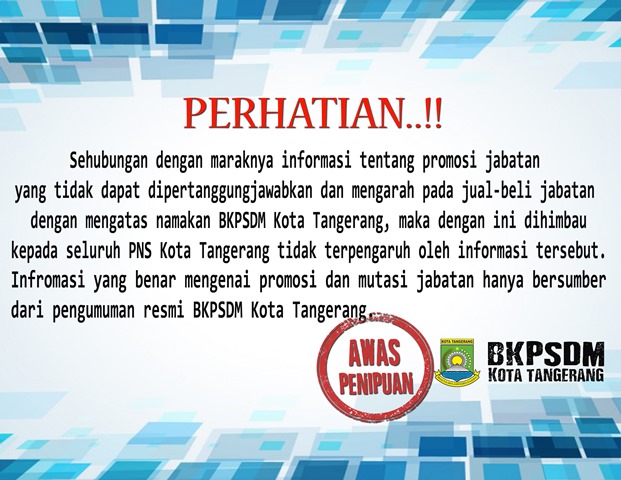 PERHATIAN..!!
Sehubungan dengan maraknya informasi tentang promosi jabatan
yang tidak dapat dipertanggungjawabkan dan mengarah pada jual-beli jabatan
dengan mengatas namakan BKPSDM Kota Tangerang, maka dengan ini dihimbau
kepada seluruh PNS Kota Tangerang tidak terpengaruh oleh informasi tersebut.
Infromasi yang benar mengenai promosi dan mutasi jabatan hanya bersumber
dari pengumuman resmi BKPSDM Kota Tangerang.
AWAS
PENIPUAN
KOTA TANGERANG
BKPSDM
KOTA TANGERANG